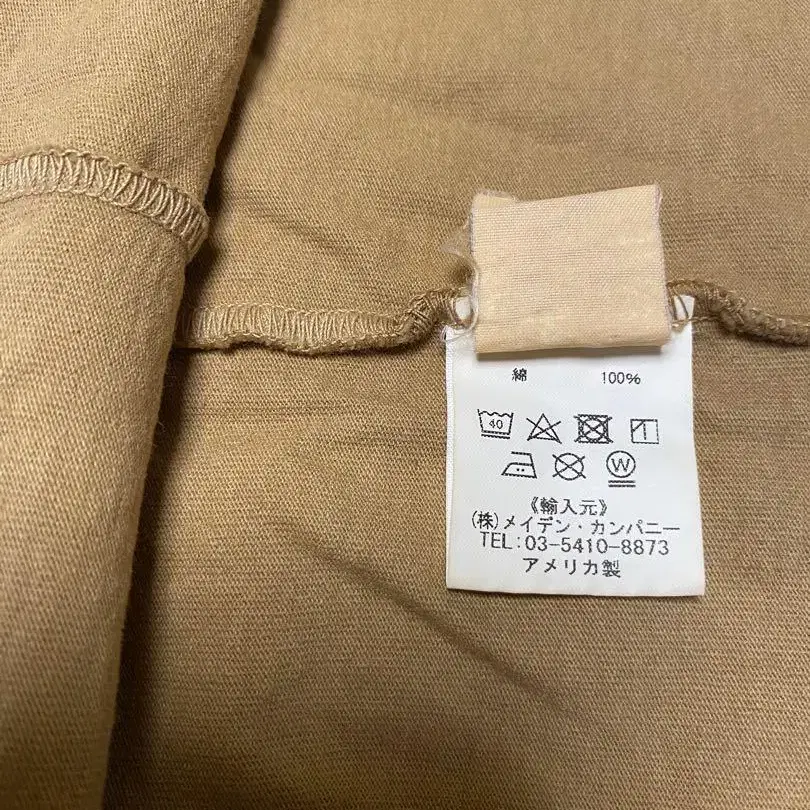 綿 100%
40
W
《輸入元》
(株)メイデン・カンパニー
TEL:03-5410-8873
アメリカ製